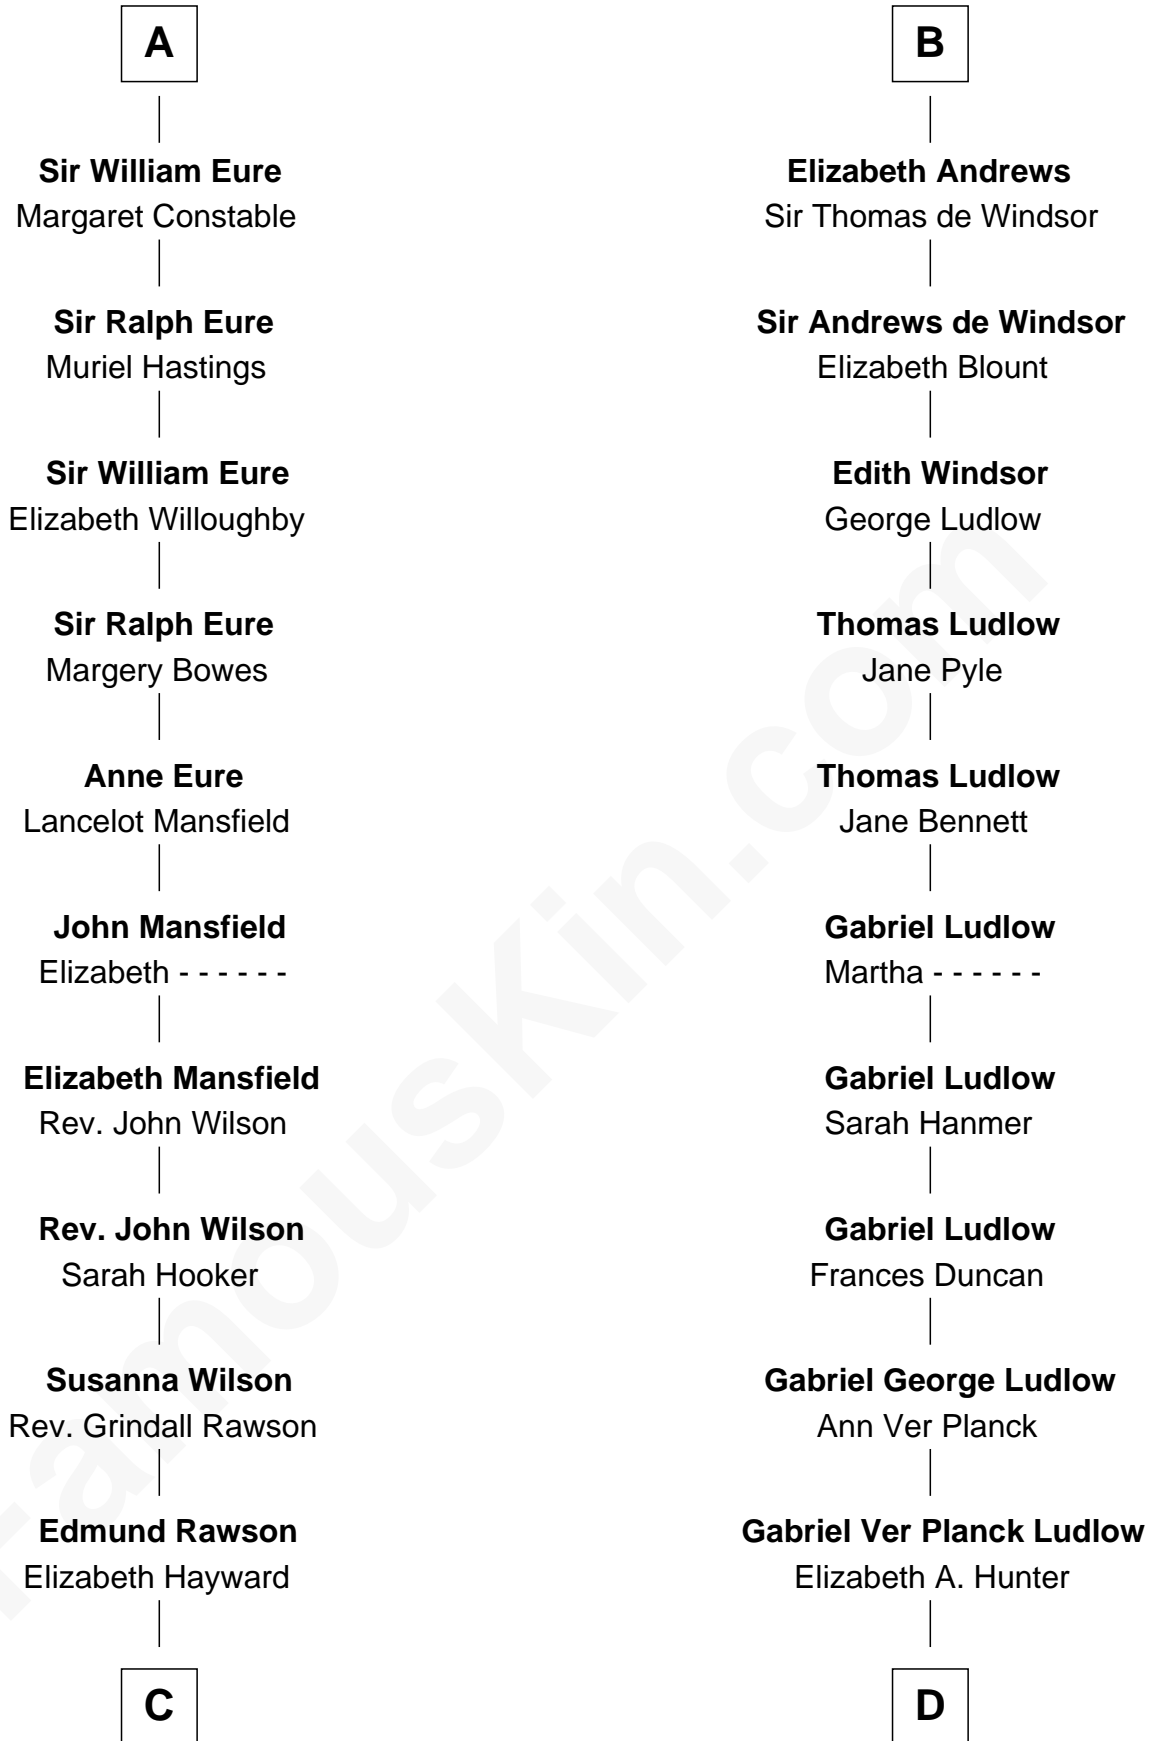 A
Sir William Eure
Margaret Constable
Sir Ralph Eure
Muriel Hastings
Sir William Eure
Elizabeth Willoughby
Sir Ralph Eure
Margery Bowes
Anne Eure
Lancelot Mansfield
John Mansfield
Elizabeth - - - - - -
Elizabeth Mansfield
Rev. John Wilson
Rev. John Wilson
Sarah Hooker
Susanna Wilson
Rev. Grindall Rawson
Edmund Rawson
Elizabeth Hayward
C
B
Elizabeth Andrews
Sir Thomas de Windsor
Sir Andrews de Windsor
Elizabeth Blount
Edith Windsor
George Ludlow
Thomas Ludlow
Jane Pyle
Thomas Ludlow
Jane Bennett
Gabriel Ludlow
Martha - - - - - -
Gabriel Ludlow
Sarah Hanmer
Gabriel Ludlow
Frances Duncan
Gabriel George Ludlow
Ann Ver Planck
Gabriel Ver Planck Ludlow
Elizabeth A. Hunter
D
FamousKin.com